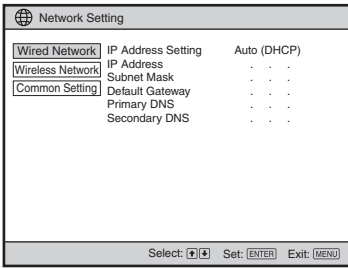 Network Setting
Wired Network
Wireless Network
Common Setting
IP Address Setting Auto (DHCP)
IP Address . . .
Subnet Mask . . .
Default Gateway . . .
Primary DNS . . .
Secondary DNS . . .
Select: ↑ ↓ Set: ENTER Exit: MENU